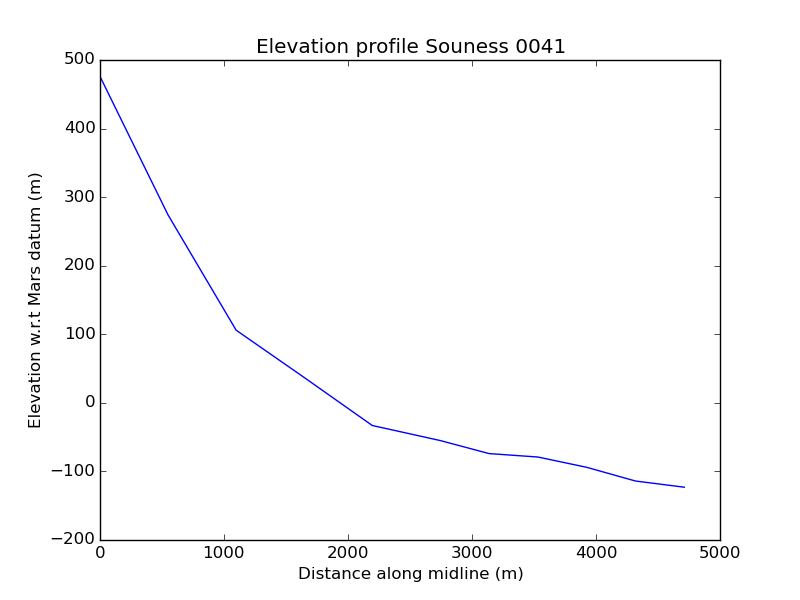 Elevation profile Souness 0041
500
400
300
200
100
0
−100
−200
Elevation w.r.t Mars datum (m)
0 1000 2000 3000 4000 5000
Distance along midline (m)